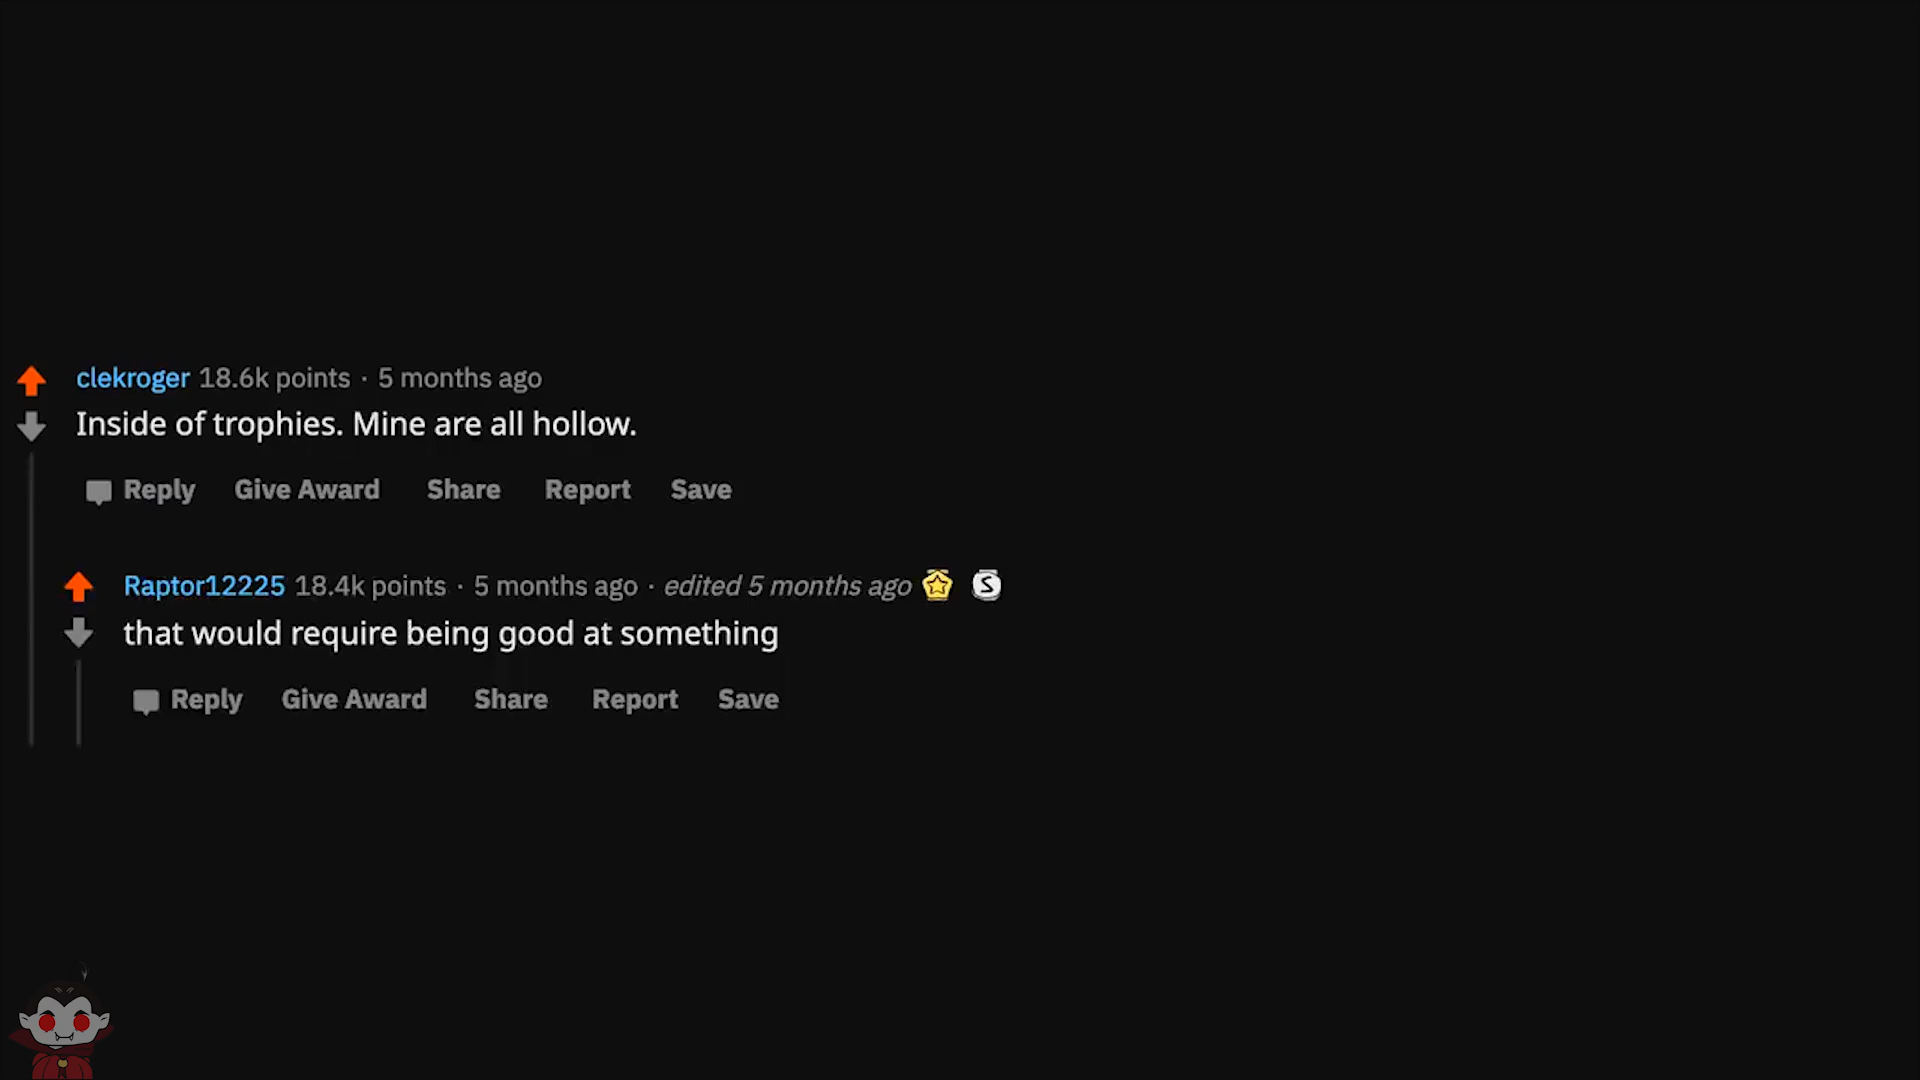 clekroger 18.6k points · 5 months ago
Inside of trophies. Mine are all hollow.
Reply Give Award Share Report Save
Raptor12225 18.4k points · 5 months ago · edited 5 months ago S
that would require being good at something
Reply Give Award Share Report Save